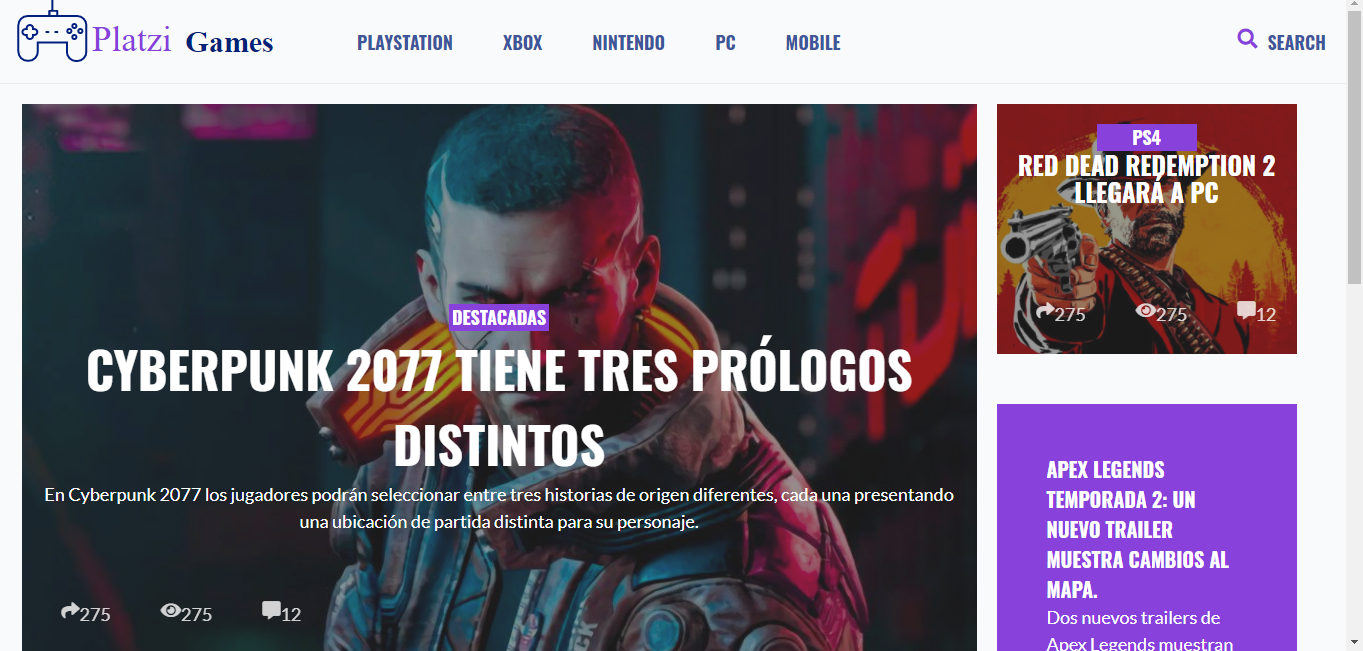 Platzi Games
PLAYSTATION XBOX NINTENDO PC MOBILE
SEARCH
DESTACADAS
CYBERPUNK 2077 TIENE TRES PRÓLOGOS
DISTINTOS
En Cyberpunk 2077 los jugadores podrán seleccionar entre tres historias de origen diferentes, cada una presentando
una ubicación de partida distinta para su personaje.
275 275 12
PS4
RED DEAD REDEMPTION 2
LLEGARÁ A PC
275 275 12
APEX LEGENDS
TEMPORADA 2: UN
NUEVO TRAILER
MUESTRA CAMBIOS AL
MAPA.
Dos nuevos trailers de
Apex Legends muestran